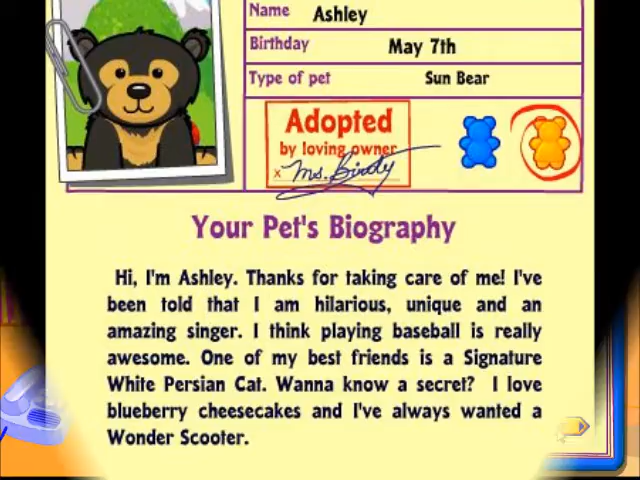 Name Ashley
Birthday May 7th
Type of pet Sun Bear
Adopted
by loving owner
x Ms. Birdy
Your Pet's Biography
Hi, I'm Ashley. Thanks for taking care of me! I've
been told that I am hilarious, unique and an
amazing singer. I think playing baseball is really
awesome. One of my best friends is a Signature
White Persian Cat. Wanna know a secret? I love
blueberry cheesecakes and I've always wanted a
Wonder Scooter.